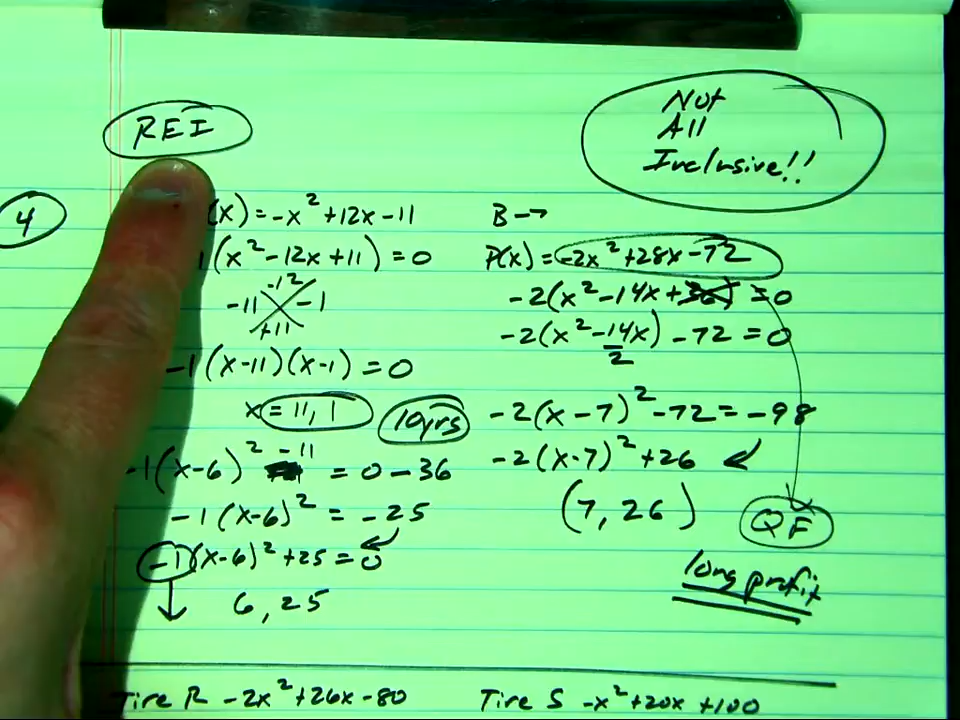 REI
Not
All
Inclusive!!
4
(x) = -x² + 12x - 11
1(x² - 12x + 11) = 0
-12
-11 -1
+11
-1(x-11)(x-1) = 0
x = 11, 1
10yrs
-1(x-6)² -11 = 0 - 36
-1(x-6)² = -25
-1(x-6)² + 25 = 0
6, 25
B →
P(x) = -2x² + 28x - 72
-2(x² - 14x + 36) = 0
-2(x² - 14x) - 72 = 0
2
-2(x - 7)² - 72 = -98
-2(x-7)² + 26
(7, 26)
QF
long profit
Tire R -2x² + 26x - 80
Tire S -x² + 20x + 100